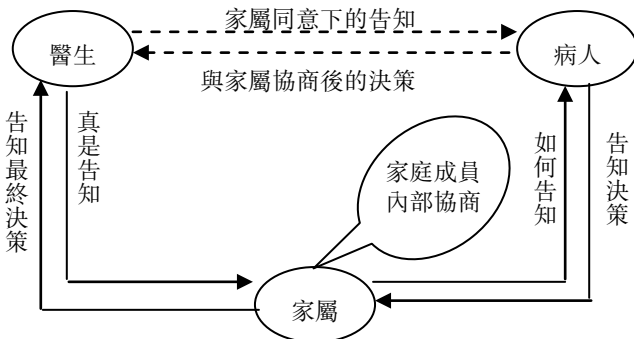 家屬同意下的告知
醫生
病人
與家屬協商後的決策
告知最終決策
真是告知
家庭成員
內部協商
如何告知
告知決策
家屬